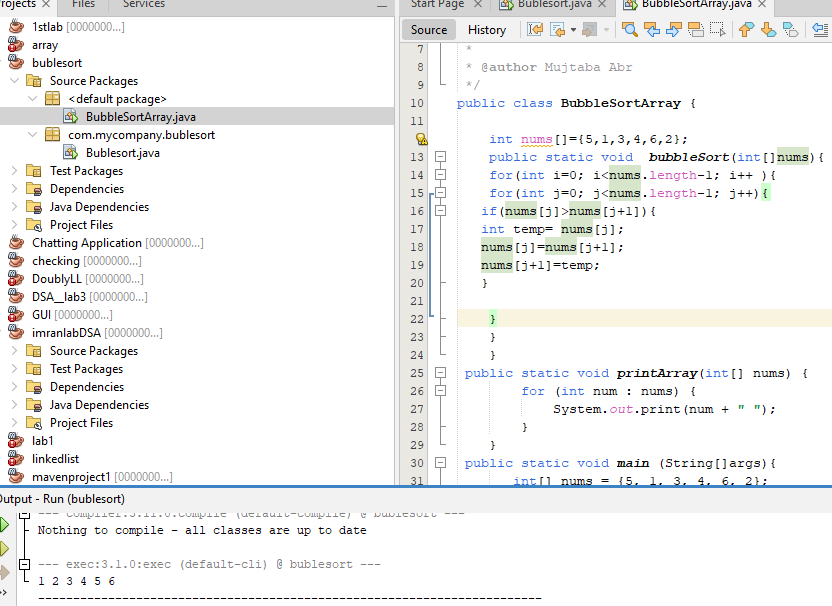 rojects ×
Files
Services
1stlab [0000000...]
array
bublesort
Source Packages
<default package>
BubbleSortArray.java
com.mycompany.bublesort
Bublesort.java
Test Packages
Dependencies
Java Dependencies
Project Files
Chatting Application [0000000...]
checking [0000000...]
DoublyLL [0000000...]
DSA__lab3 [0000000...]
GUI [0000000...]
imranlabDSA [0000000...]
Source Packages
Test Packages
Dependencies
Java Dependencies
Project Files
lab1
linkedlist
mavenproject1 [0000000...]
Start Page × Bublesort.java × BubbleSortArray.java ×
Source History
7 *
8 * @author Mujtaba Abr
9 */
10 public class BubbleSortArray {
11
int nums[]={5,1,3,4,6,2};
13 public static void bubbleSort(int[]nums){
14 for(int i=0; i<nums.length-1; i++ ){
15 for(int j=0; j<nums.length-1; j++){
16 if(nums[j]>nums[j+1]){
17 int temp= nums[j];
18 nums[j]=nums[j+1];
19 nums[j+1]=temp;
20 }
21
22 }
23 }
24 }
25 public static void printArray(int[] nums) {
26 for (int num : nums) {
27 System.out.print(num + " ");
28 }
29 }
30 public static void main (String[]args){
31 int[] nums = {5, 1, 3, 4, 6, 2};
Output - Run (bublesort)
--- compiler:3.11.0:compile (default-compile) @ bublesort ---
Nothing to compile - all classes are up to date
--- exec:3.1.0:exec (default-cli) @ bublesort ---
1 2 3 4 5 6
------------------------------------------------------------------------